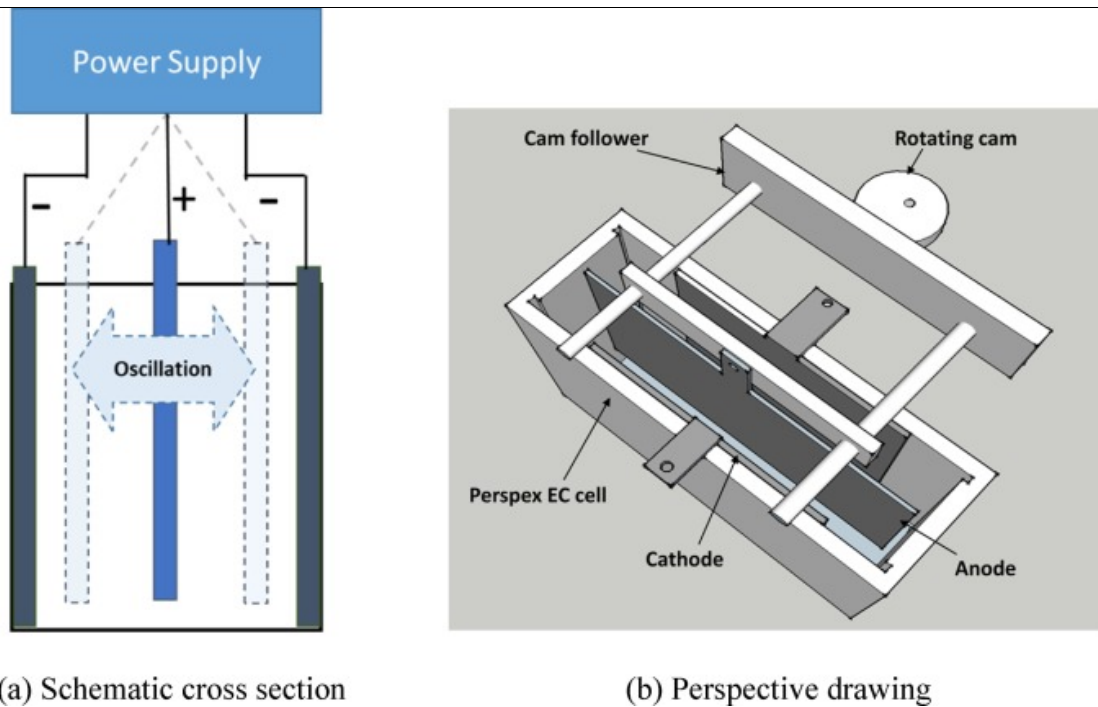 Power Supply
- + -
Oscillation
Cam follower
Rotating cam
Perspex EC cell
Cathode
Anode
(a) Schematic cross section
(b) Perspective drawing